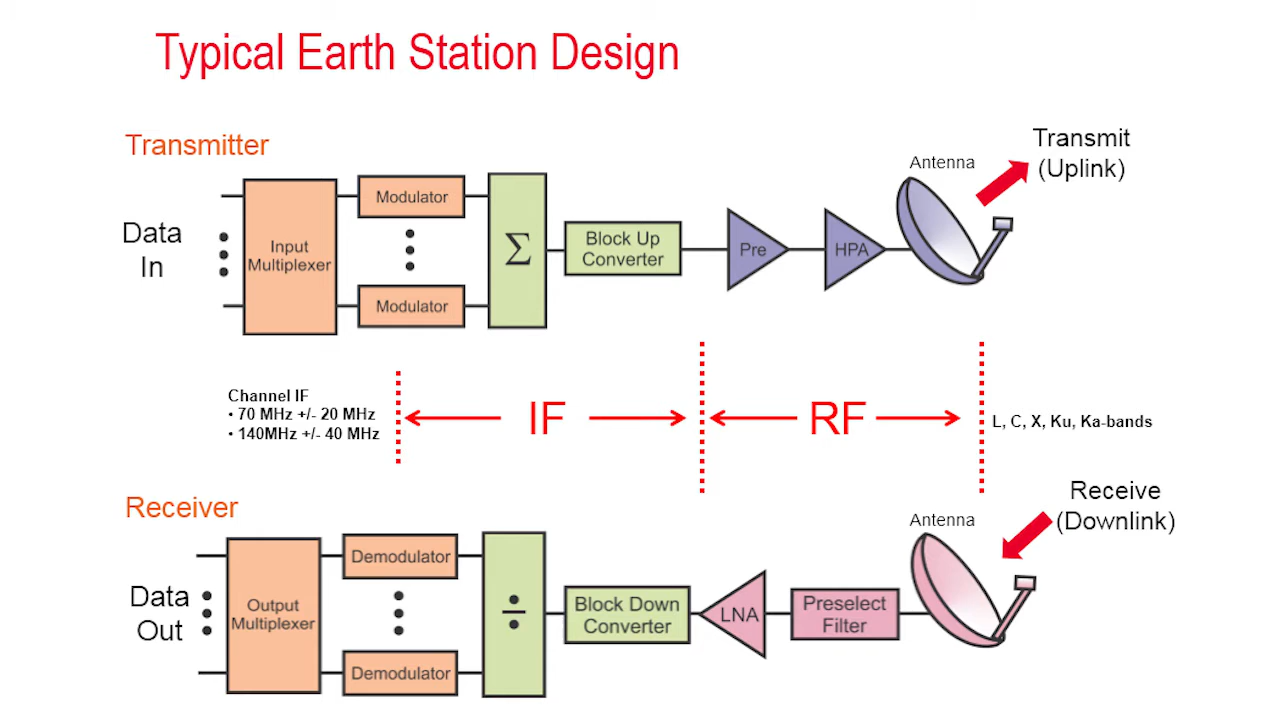 Typical Earth Station Design
Transmitter
Data
In
Input
Multiplexer
Modulator
Modulator
Σ
Block Up
Converter
Pre
HPA
Antenna
Transmit
(Uplink)
Channel IF
• 70 MHz +/- 20 MHz
• 140MHz +/- 40 MHz
IF
RF
L, C, X, Ku, Ka-bands
Receiver
Data
Out
Output
Multiplexer
Demodulator
Demodulator
÷
Block Down
Converter
LNA
Preselect
Filter
Antenna
Receive
(Downlink)